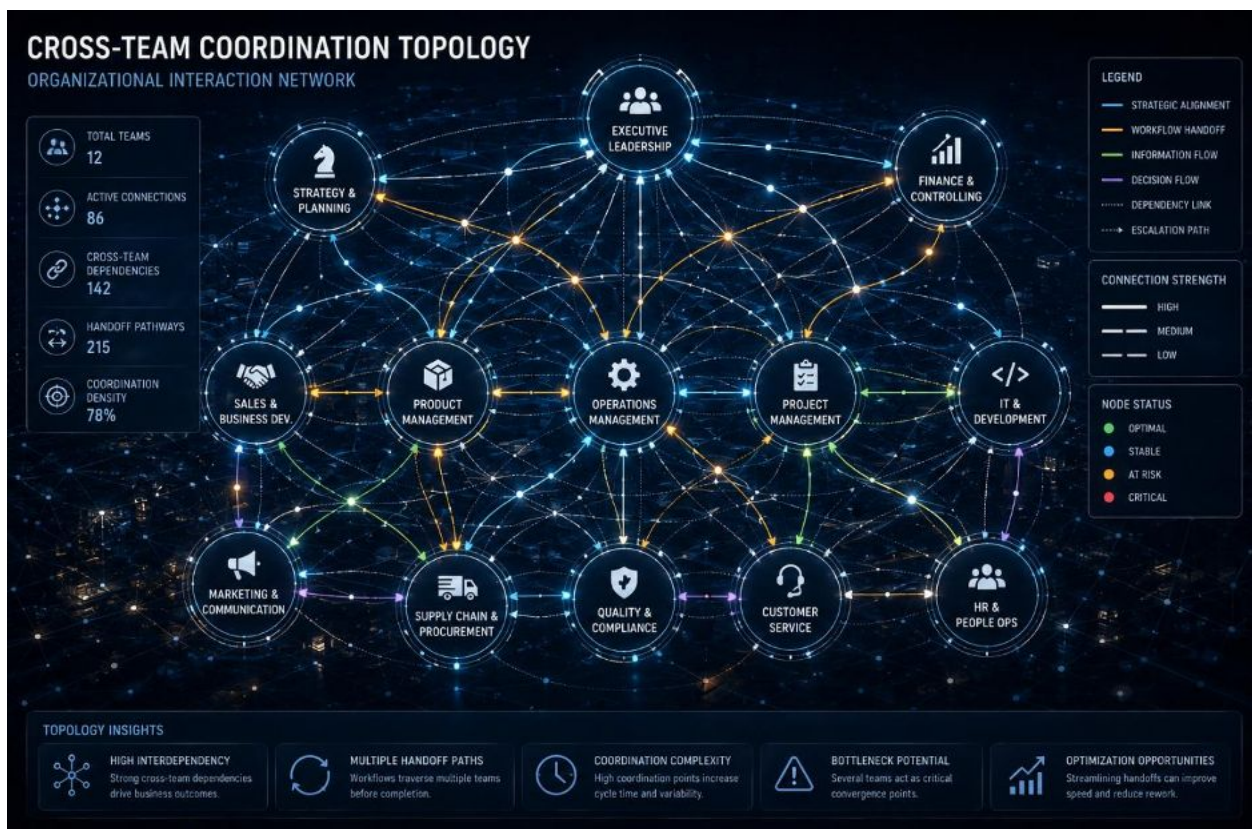 CROSS-TEAM COORDINATION TOPOLOGY
ORGANIZATIONAL INTERACTION NETWORK
TOTAL TEAMS
12
ACTIVE CONNECTIONS
86
CROSS-TEAM
DEPENDENCIES
142
HANDOFF PATHWAYS
215
COORDINATION
DENSITY
78%
EXECUTIVE
LEADERSHIP
STRATEGY &
PLANNING
FINANCE &
CONTROLLING
SALES &
BUSINESS DEV.
PRODUCT
MANAGEMENT
OPERATIONS
MANAGEMENT
PROJECT
MANAGEMENT
</>
IT &
DEVELOPMENT
MARKETING &
COMMUNICATION
SUPPLY CHAIN &
PROCUREMENT
QUALITY &
COMPLIANCE
CUSTOMER
SERVICE
HR &
PEOPLE OPS
LEGEND
STRATEGIC ALIGNMENT
WORKFLOW HANDOFF
INFORMATION FLOW
DECISION FLOW
DEPENDENCY LINK
ESCALATION PATH
CONNECTION STRENGTH
HIGH
MEDIUM
LOW
NODE STATUS
OPTIMAL
STABLE
AT RISK
CRITICAL
TOPOLOGY INSIGHTS
HIGH INTERDEPENDENCY
Strong cross-team dependencies
drive business outcomes.
MULTIPLE HANDOFF PATHS
Workflows traverse multiple teams
before completion.
COORDINATION COMPLEXITY
High coordination points increase
cycle time and variability.
BOTTLENECK POTENTIAL
Several teams act as critical
convergence points.
OPTIMIZATION OPPORTUNITIES
Streamlining handoffs can improve
speed and reduce rework.